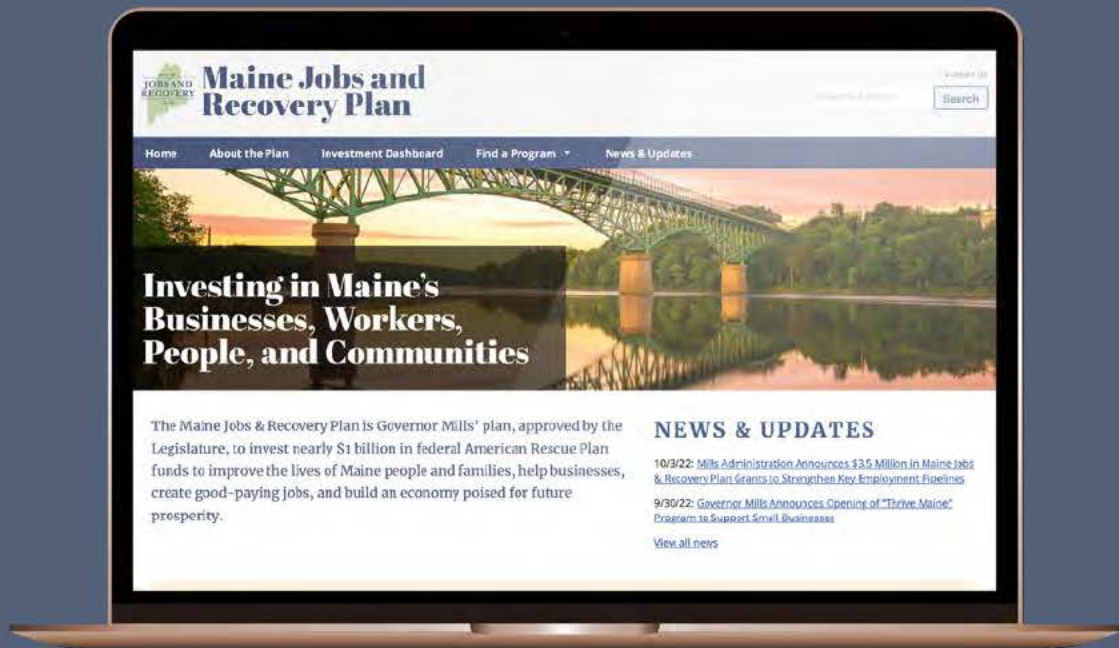 JOBS AND
RECOVERY
Maine Jobs and
Recovery Plan
Contact Us
Search
Home About the Plan Investment Dashboard Find a Program News & Updates
Investing in Maine's
Businesses, Workers,
People, and Communities
The Maine Jobs & Recovery Plan is Governor Mills' plan, approved by the
Legislature, to invest nearly $1 billion in federal American Rescue Plan
funds to improve the lives of Maine people and families, help businesses,
create good-paying jobs, and build an economy poised for future
prosperity.
NEWS & UPDATES
10/3/22: Mills Administration Announces $3.5 Million in Maine Jobs
& Recovery Plan Grants to Strengthen Key Employment Pipelines
9/30/22: Governor Mills Announces Opening of "Thrive Maine"
Program to Support Small Businesses
View all news